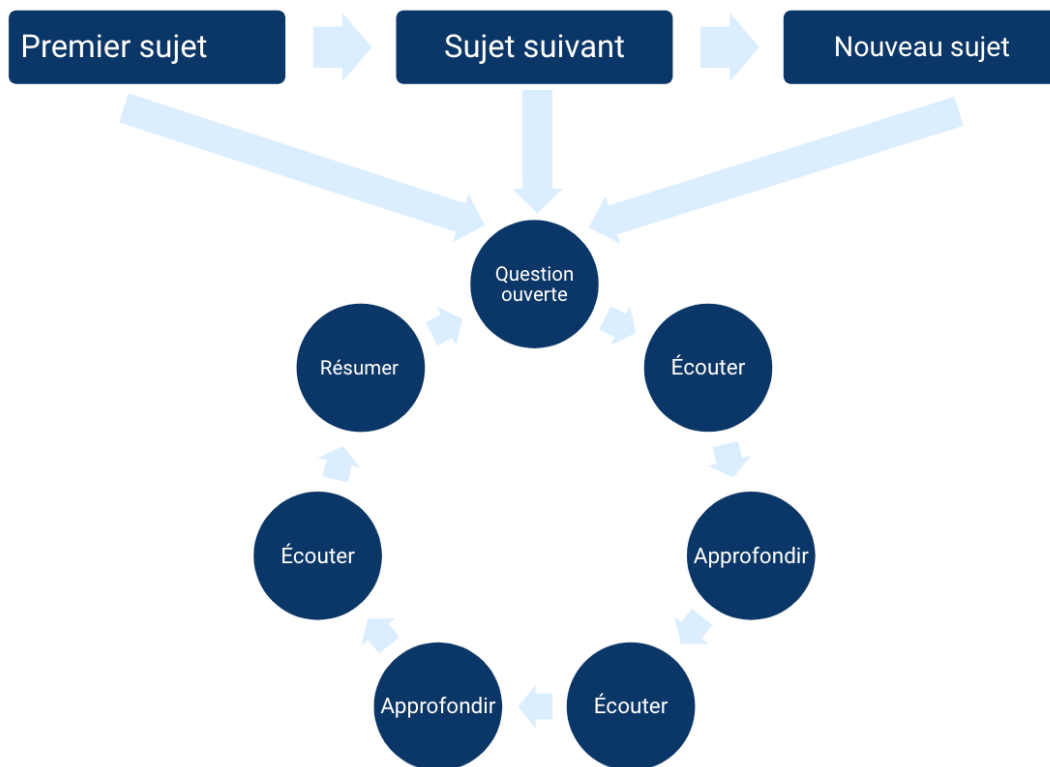 Premier sujet
Sujet suivant
Nouveau sujet
Question
ouverte
Résumer
Écouter
Écouter
Approfondir
Approfondir
Écouter